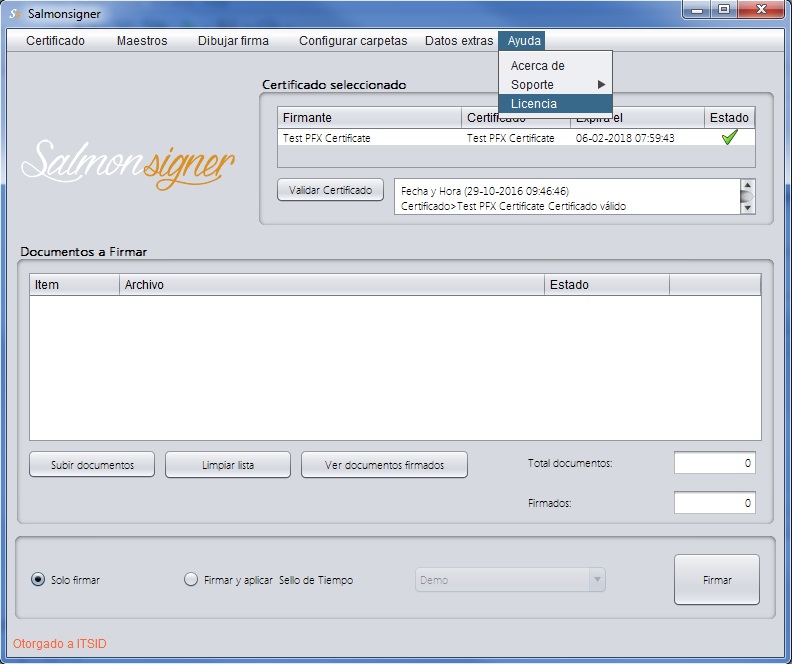 Salmonsigner
Certificado Maestros Dibujar firma Configurar carpetas Datos extras Ayuda
Acerca de
Soporte
Licencia
Certificado seleccionado
Firmante Certificado Expira el Estado
Test PFX Certificate Test PFX Certificate 06-02-2018 07:59:43
Salmonsigner
Validar Certificado
Fecha y Hora (29-10-2016 09:46:46)
Certificado>Test PFX Certificate Certificado válido
Documentos a Firmar
Item Archivo Estado
Subir documentos Limpiar lista Ver documentos firmados
Total documentos: 0
Firmados: 0
Solo firmar Firmar y aplicar Sello de Tiempo Demo Firmar
Otorgado a ITSID